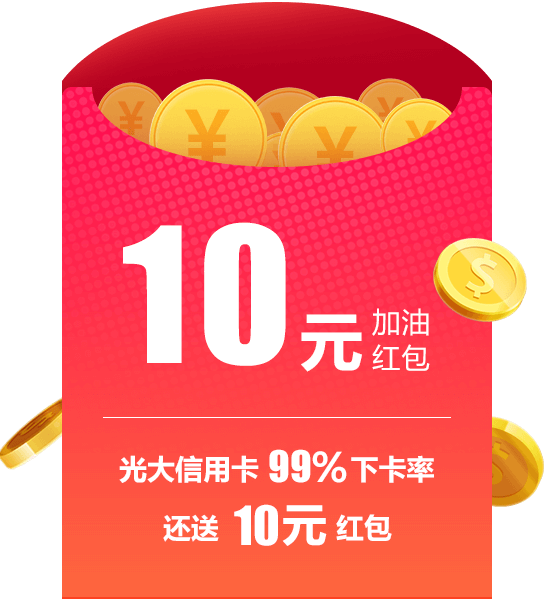 ¥ ¥ ¥ ¥ ¥ ¥
10元 加油
红包
$
光大信用卡 99% 下卡率
还送 10元 红包